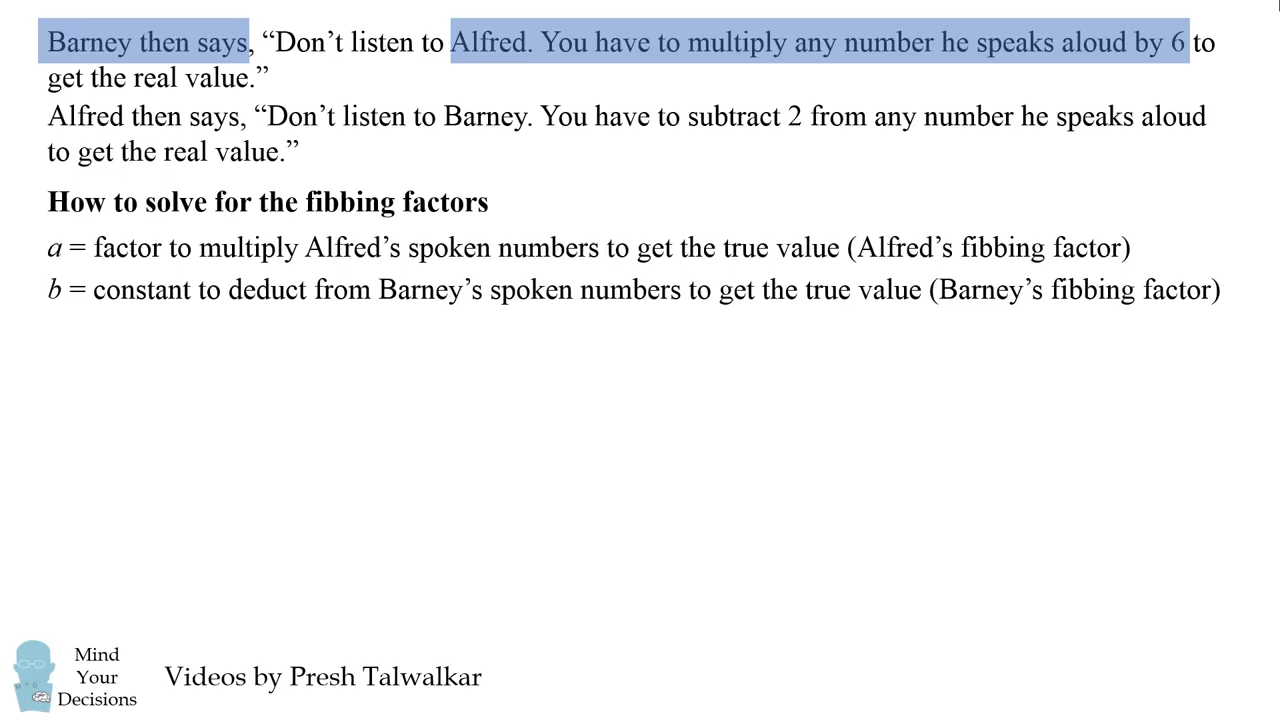 Barney then says, “Don’t listen to Alfred. You have to multiply any number he speaks aloud by 6 to
get the real value.”
Alfred then says, “Don’t listen to Barney. You have to subtract 2 from any number he speaks aloud
to get the real value.”
How to solve for the fibbing factors
a = factor to multiply Alfred’s spoken numbers to get the true value (Alfred’s fibbing factor)
b = constant to deduct from Barney’s spoken numbers to get the true value (Barney’s fibbing factor)
Mind
Your
Decisions
Videos by Presh Talwalkar